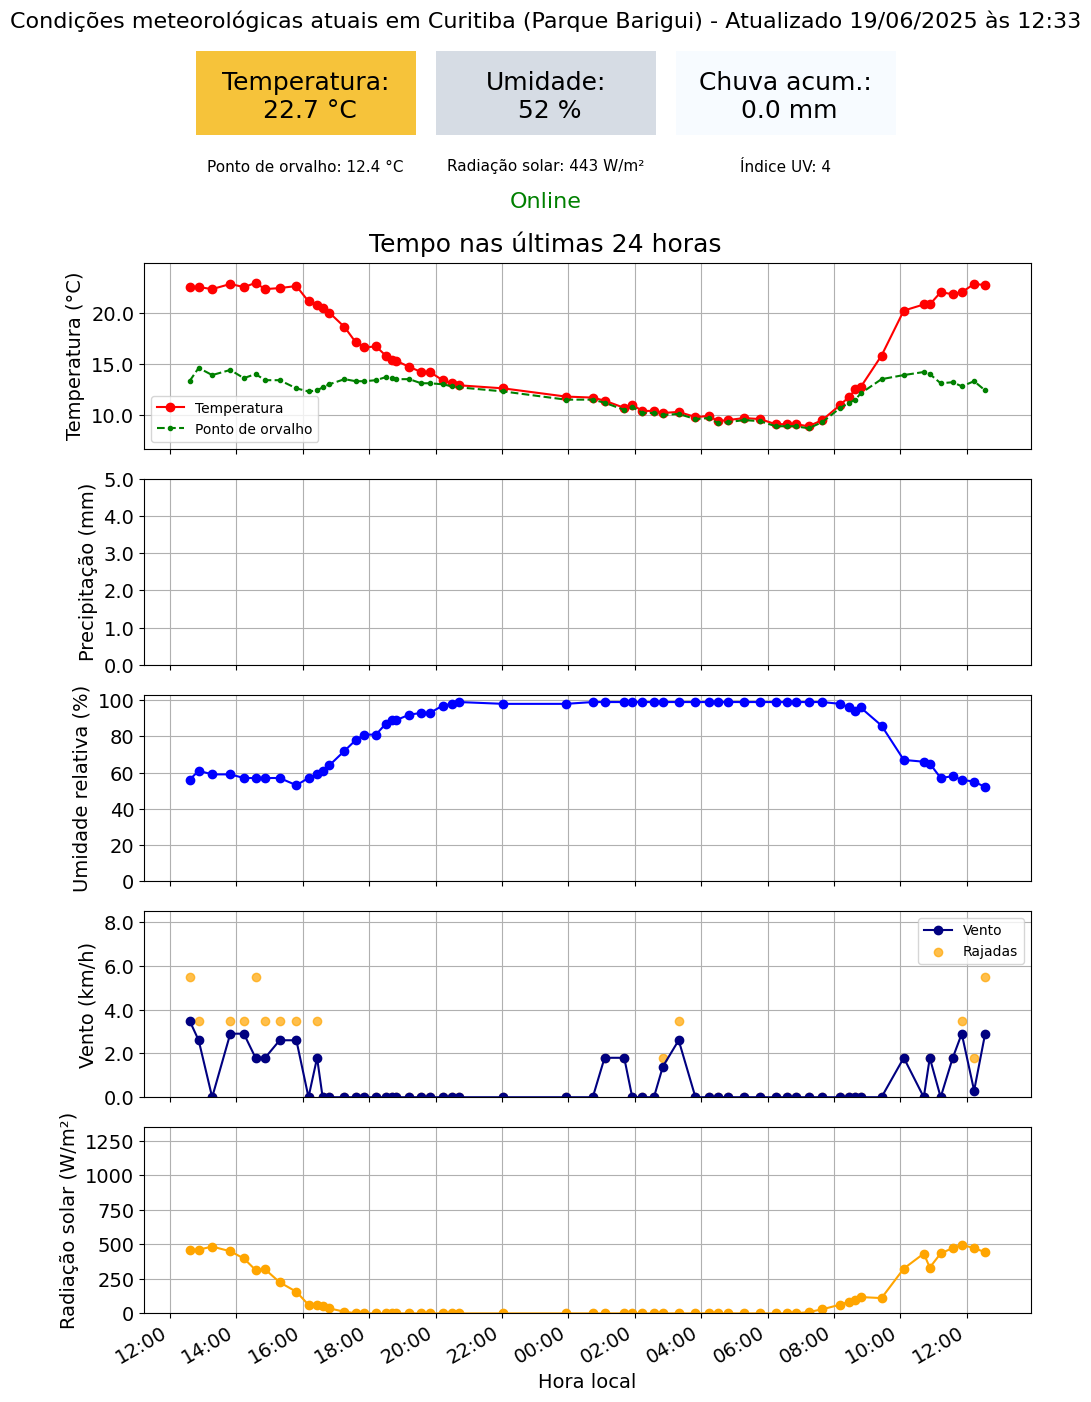 Condições meteorológicas atuais em Curitiba (Parque Barigui) - Atualizado 19/06/2025 às 12:33
Temperatura:
22.7 °C
Umidade:
52 %
Chuva acum.:
0.0 mm
Ponto de orvalho: 12.4 °C
Radiação solar: 443 W/m²
Índice UV: 4
Online
Tempo nas últimas 24 horas
Temperatura (°C)
20.0
15.0
10.0
Temperatura
Ponto de orvalho
Precipitação (mm)
5.0
4.0
3.0
2.0
1.0
0.0
Umidade relativa (%)
100
80
60
40
20
0
Vento (km/h)
8.0
6.0
4.0
2.0
0.0
Vento
Rajadas
Radiação solar (W/m²)
1250
1000
750
500
250
0
12:00
14:00
16:00
18:00
20:00
22:00
00:00
02:00
04:00
06:00
08:00
10:00
12:00
Hora local